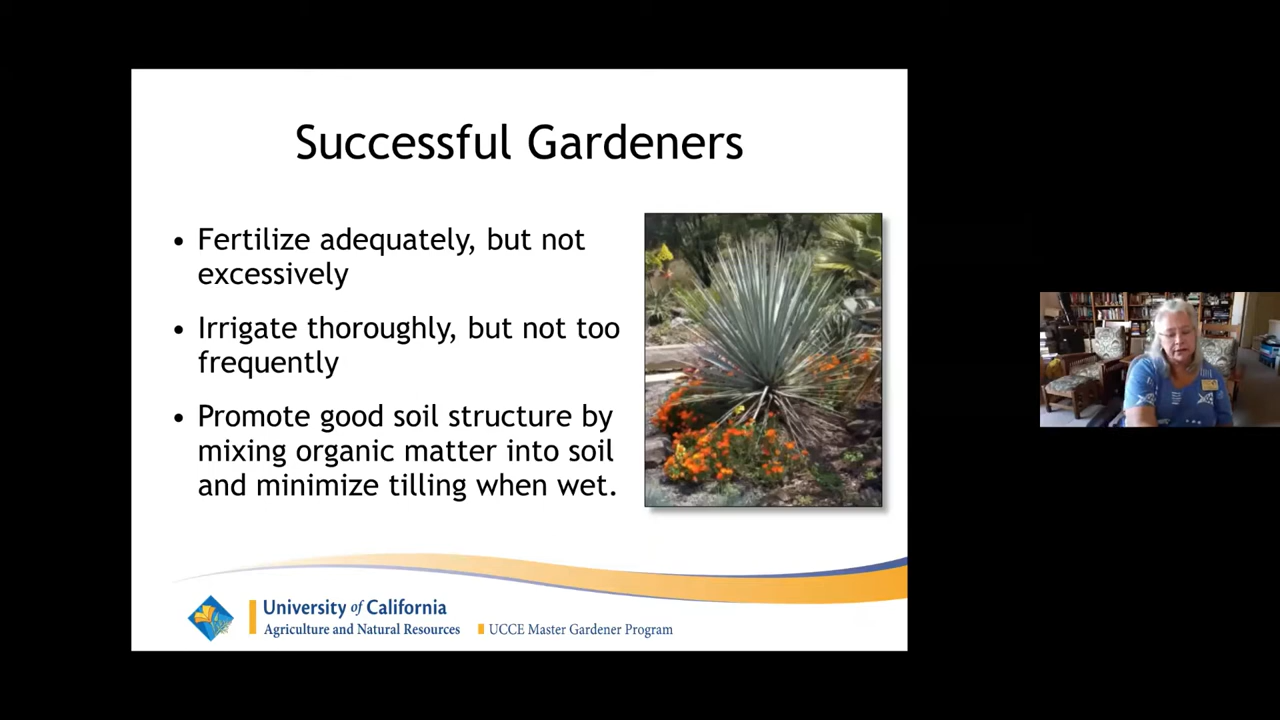 Successful Gardeners
• Fertilize adequately, but not
excessively
• Irrigate thoroughly, but not too
frequently
• Promote good soil structure by
mixing organic matter into soil
and minimize tilling when wet.
University of California
Agriculture and Natural Resources
UCCE Master Gardener Program